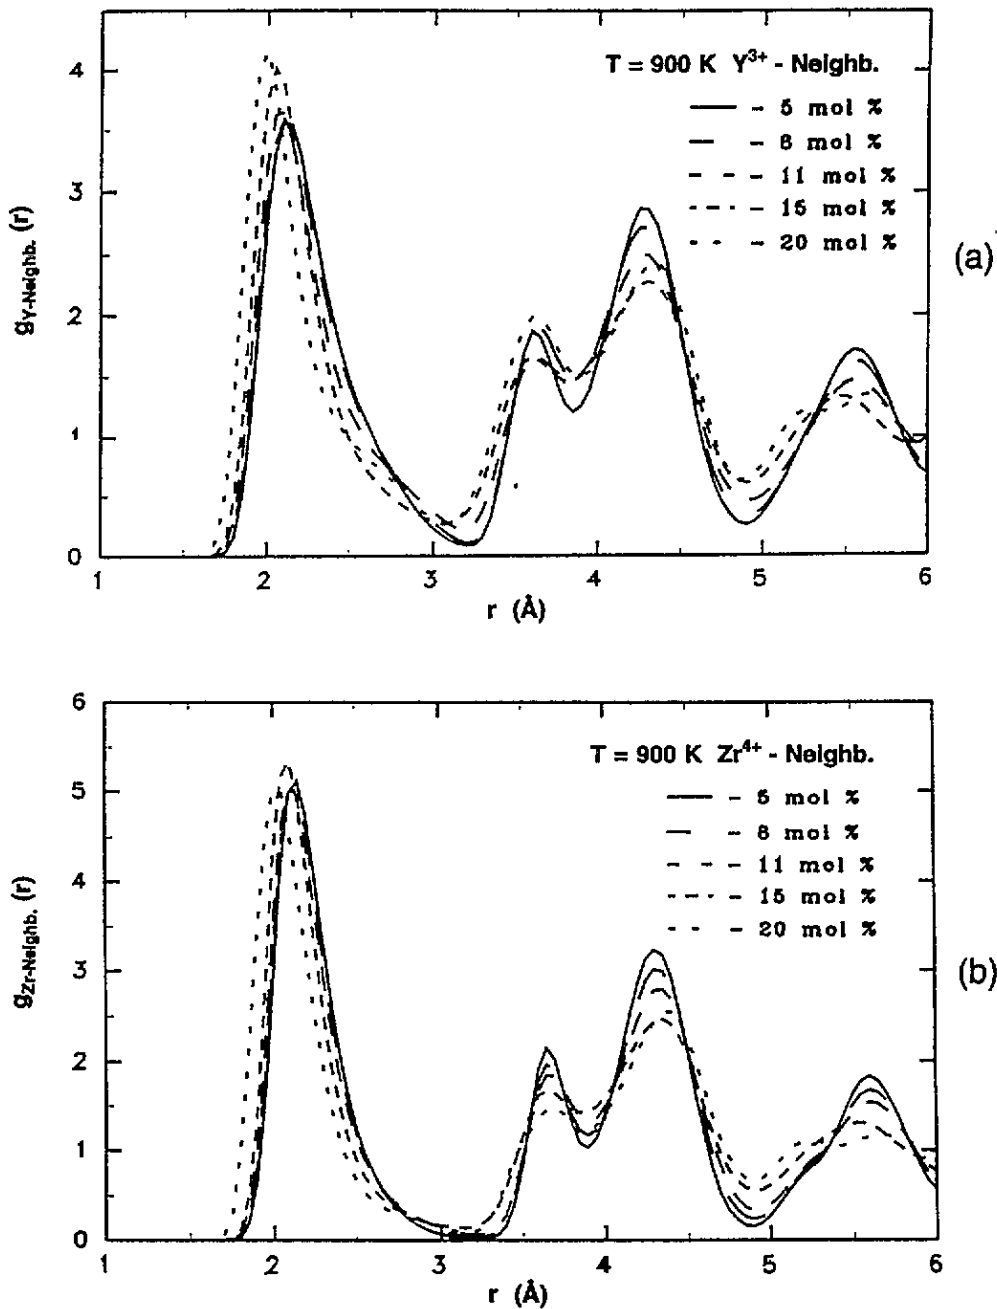 T = 900 K Y3+ - Neighb.
- 5 mol %
- 8 mol %
- 11 mol %
- 15 mol %
- 20 mol %
gY-Neighb. (r)
4
3
2
1
0
1 2 3 4 5 6
r (Å)
(a)
T = 900 K Zr4+ - Neighb.
- 5 mol %
- 8 mol %
- 11 mol %
- 15 mol %
- 20 mol %
gZr-Neighb. (r)
6
5
4
3
2
1
0
1 2 3 4 5 6
r (Å)
(b)